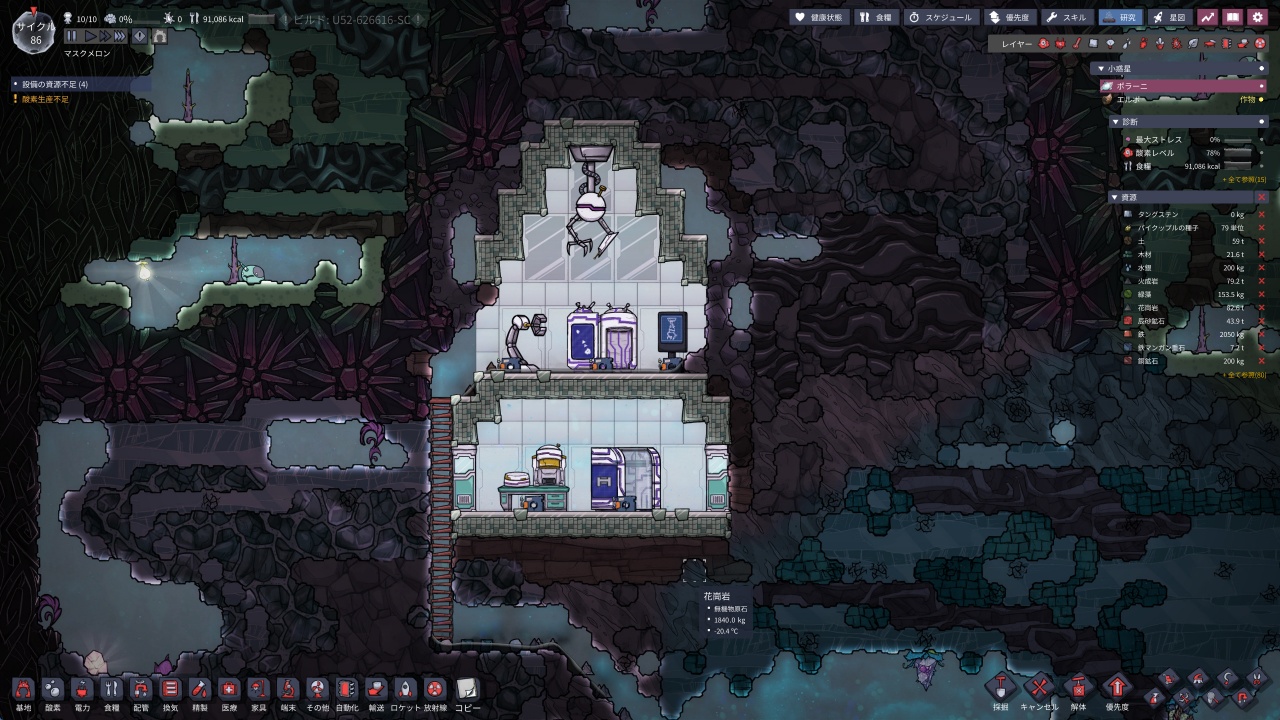 サイクル
86
10/10
0%
0
91,086 kcal
! ビルド: U52-626616-SC !
マスクメロン
健康状態
食糧
スケジュール
優先度
スキル
研究
星図
レイヤー
設備の資源不足 (4)
酸素生産不足
小惑星
ポラーニ
エルボ
作物
診断
最大ストレス 0%
酸素レベル 78%
食糧 91,086 kcal
+ 全て参照(15)
資源
タングステン 0 kg
パイクアップルの種子 79 単位
土 59 t
木材 21.6 t
水銀 200 kg
火成岩 79.2 t
緑藻 153.5 kg
花崗岩 82.6 t
辰砂鉱石 43.9 t
鉄 2050 kg
鉄マンガン重石 7.2 t
銅鉱石 200 kg
+ 全て参照(80)
花崗岩
無機物原石
1840.0 kg
-20.4 ℃
基地
酸素
電力
食糧
配管
換気
精製
医療
家具
端末
その他
自動化
輸送
ロケット
放射線
コピー
採掘
キャンセル
解体
優先度